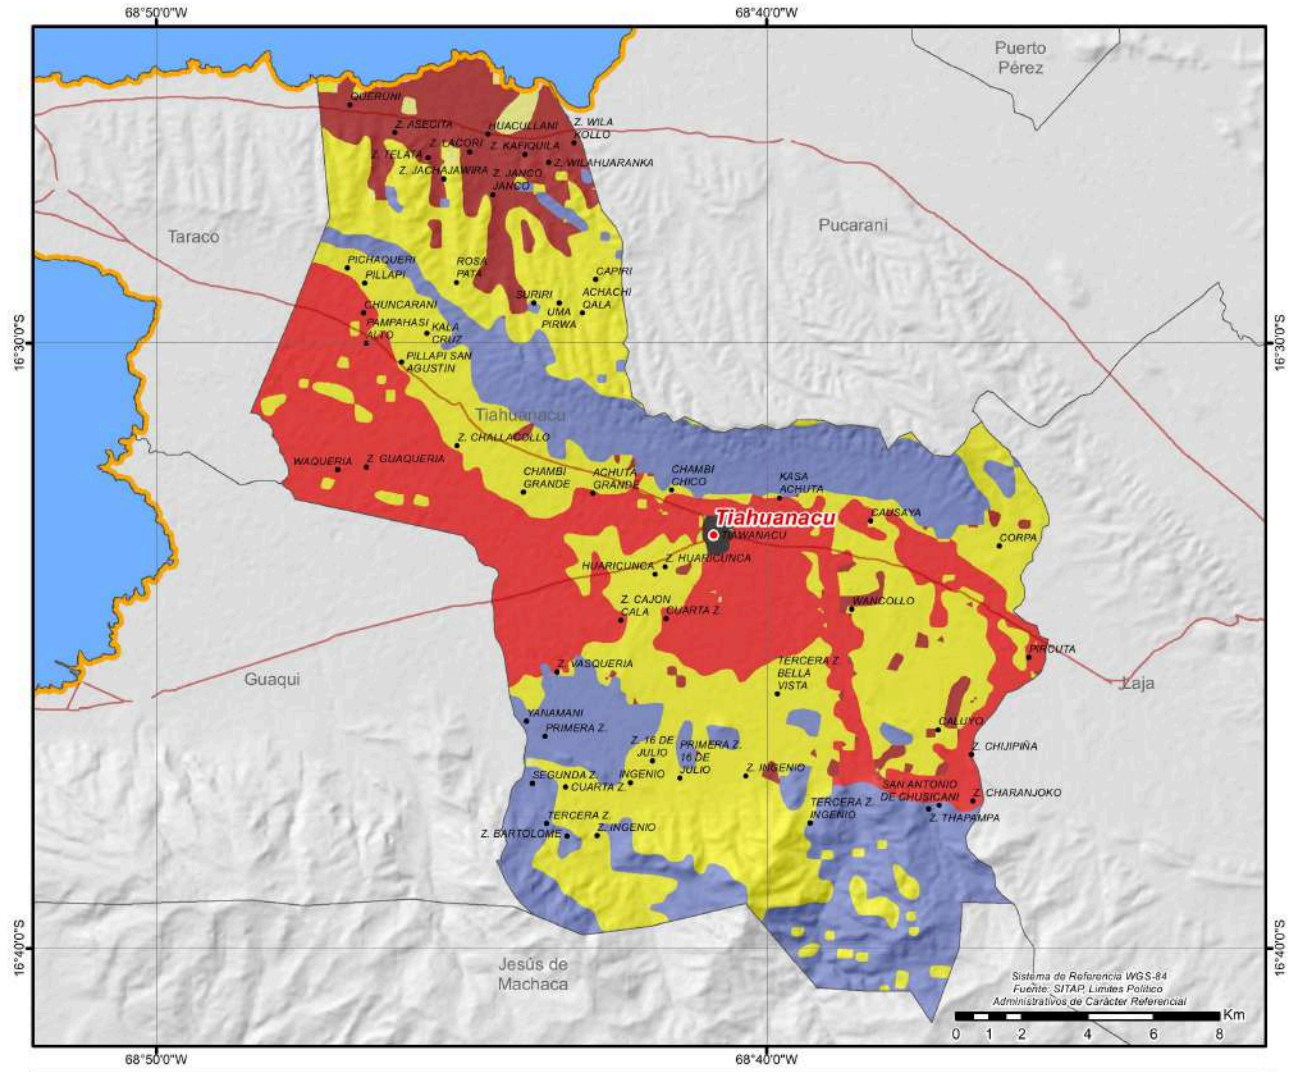 68°50'0"W
68°40'0"W
Puerto
Pérez
QUERUNI
Z. ASECITA
HUACULLANI
Z. WILA
KOLLO
Z. LACORI
Z. KAFIQUILA
Z. TELATA
Z. WILAHUARANKA
Z. JACHAJAWIRA
Z. JANCO
JANCO
Taraco
Pucarani
PICHAQUERI
ROSA
PATA
CAPIRI
PILLAPI
SURIRI
ACHACHI
QALA
CHUNCARANI
UMA
PIRWA
PAMPAHASI
ALTO
KALA
CRUZ
16°30'0"S
16°30'0"S
PILLAPI SAN
AGUSTIN
Tiahuanacu
Z. CHALLACOLLO
WAQUERIA
Z. GUAQUERIA
CHAMBI
GRANDE
ACHUTA
GRANDE
CHAMBI
CHICO
KASA
ACHUTA
Tiahuanacu
CAUSAYA
TIAWANACU
CORPA
Z. HUARICUNCA
HUARICUNCA
Z. CAJON
CALA
CUARTA Z.
WANCOLLO
PIRCUTA
Z. VASQUERIA
TERCERA Z.
BELLA
VISTA
Guaqui
Laja
YANAMANI
PRIMERA Z.
CALUYO
Z. 16 DE
JULIO
PRIMERA Z.
16 DE
JULIO
Z. CHIJIPIÑA
SEGUNDA Z.
CUARTA Z.
INGENIO
Z. INGENIO
SAN ANTONIO
DE CHUSICANI
Z. CHARANJOKO
TERCERA Z.
INGENIO
Z. THAPAMPA
TERCERA Z.
Z. BARTOLOME
Z. INGENIO
16°40'0"S
16°40'0"S
Jesús de
Machaca
Sistema de Referencia WGS-84
Fuente: SITAP, Limites Politico
Administrativos de Carácter Referencial
Km
0 1 2 4 6 8
68°50'0"W
68°40'0"W